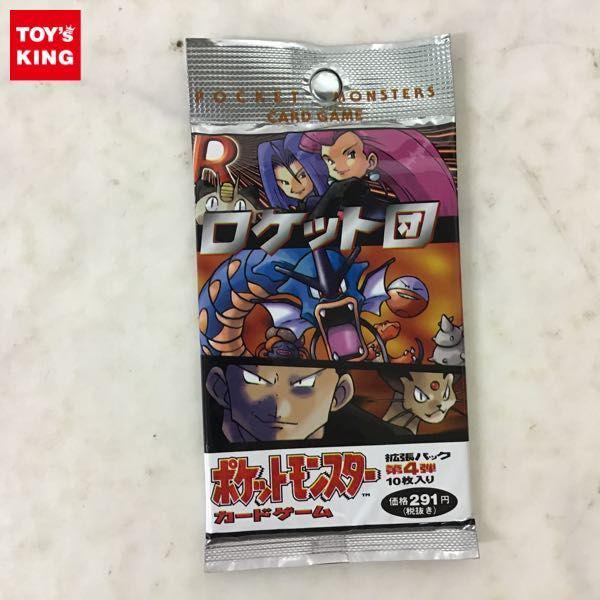 TOY'S
KING
POCKET MONSTERS
CARD GAME
R
ロケット団
ポケットモンスター
TM
カードゲーム
拡張パック
第4弾
10枚入り
価格291円
(税抜き)